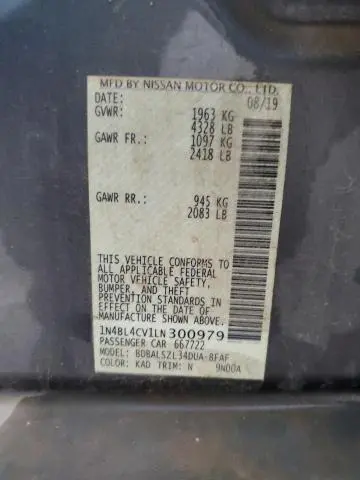 MFD BY NISSAN MOTOR CO., LTD.
DATE: 08/19
GVWR: 1963 KG
4328 LB
GAWR FR.: 1097 KG
2418 LB
GAWR RR.: 945 KG
2083 LB
THIS VEHICLE CONFORMS TO
ALL APPLICABLE FEDERAL
MOTOR VEHICLE SAFETY,
BUMPER, AND THEFT
PREVENTION STANDARDS
IN EFFECT ON THE DATE OF
MANUFACTURE SHOWN ABOVE.
1N4BL4CV1LN300979
PASSENGER CAR 667722
MODEL: BDBALSZL34DUA-8FAF
COLOR: KAD TRIM: N 9N00A